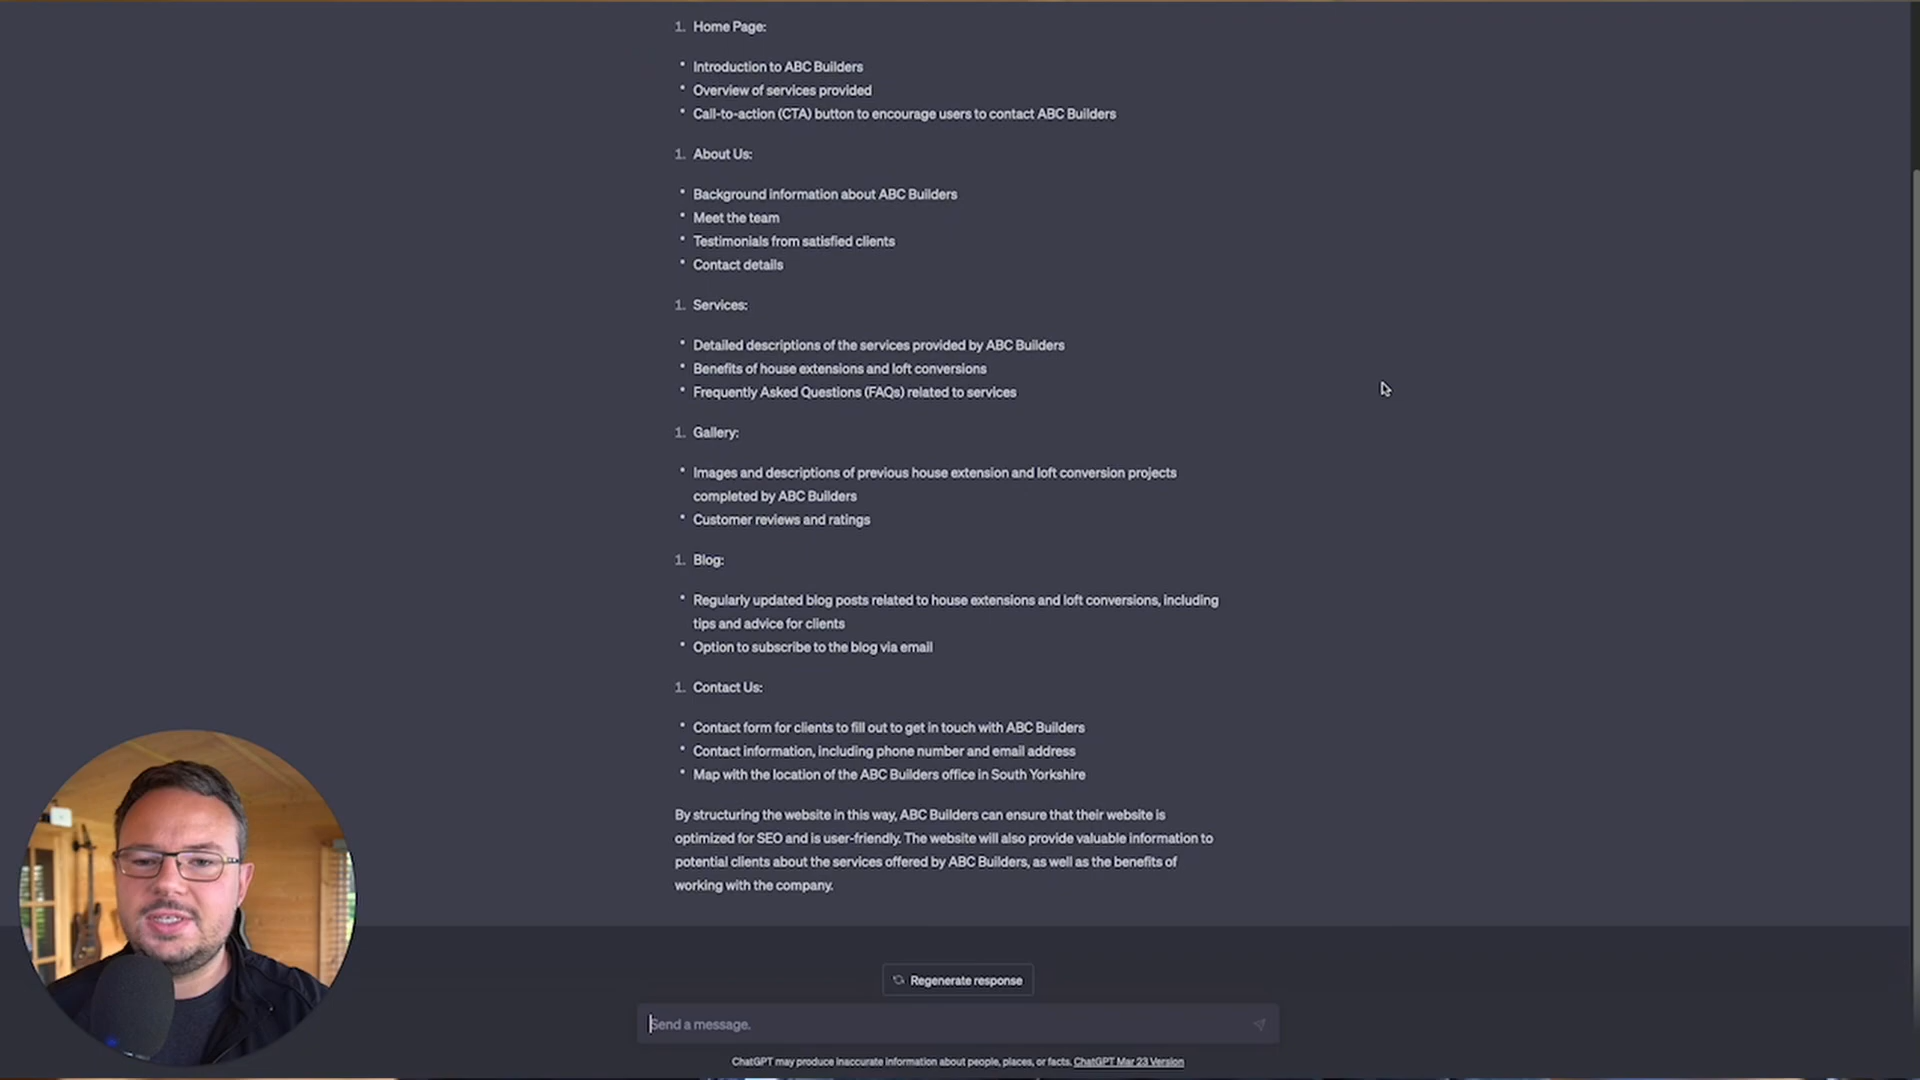 1. Home Page:
• Introduction to ABC Builders
• Overview of services provided
• Call-to-action (CTA) button to encourage users to contact ABC Builders
1. About Us:
• Background information about ABC Builders
• Meet the team
• Testimonials from satisfied clients
• Contact details
1. Services:
• Detailed descriptions of the services provided by ABC Builders
• Benefits of house extensions and loft conversions
• Frequently Asked Questions (FAQs) related to services
1. Gallery:
• Images and descriptions of previous house extension and loft conversion projects
completed by ABC Builders
• Customer reviews and ratings
1. Blog:
• Regularly updated blog posts related to house extensions and loft conversions, including
tips and advice for clients
• Option to subscribe to the blog via email
1. Contact Us:
• Contact form for clients to fill out to get in touch with ABC Builders
• Contact information, including phone number and email address
• Map with the location of the ABC Builders office in South Yorkshire
By structuring the website in this way, ABC Builders can ensure that their website is
optimized for SEO and is user-friendly. The website will also provide valuable information to
potential clients about the services offered by ABC Builders, as well as the benefits of
working with the company.
Regenerate response
Send a message.
ChatGPT may produce inaccurate information about people, places, or facts. ChatGPT Mar 23 Version